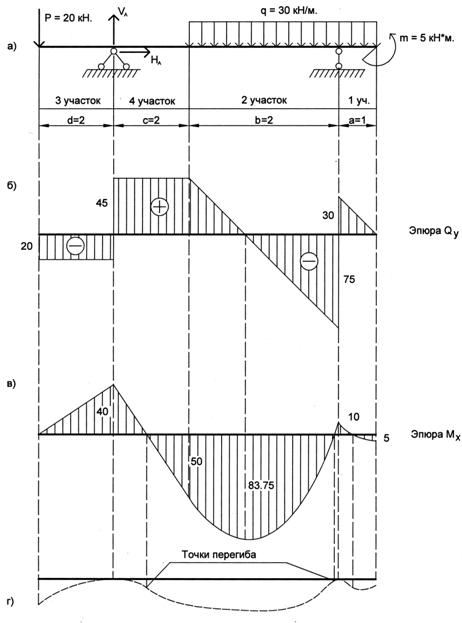 P = 20 кН.
V_A
q = 30 кН/м.
m = 5 кН*м.
а)
H_A
3 участок
4 участок
2 участок
1 уч.
d=2
c=2
b=2
a=1
б)
45
+
30
Эпюра Q_y
20
−
−
75
в)
40
10
Эпюра M_x
5
50
83.75
Точки перегиба
г)